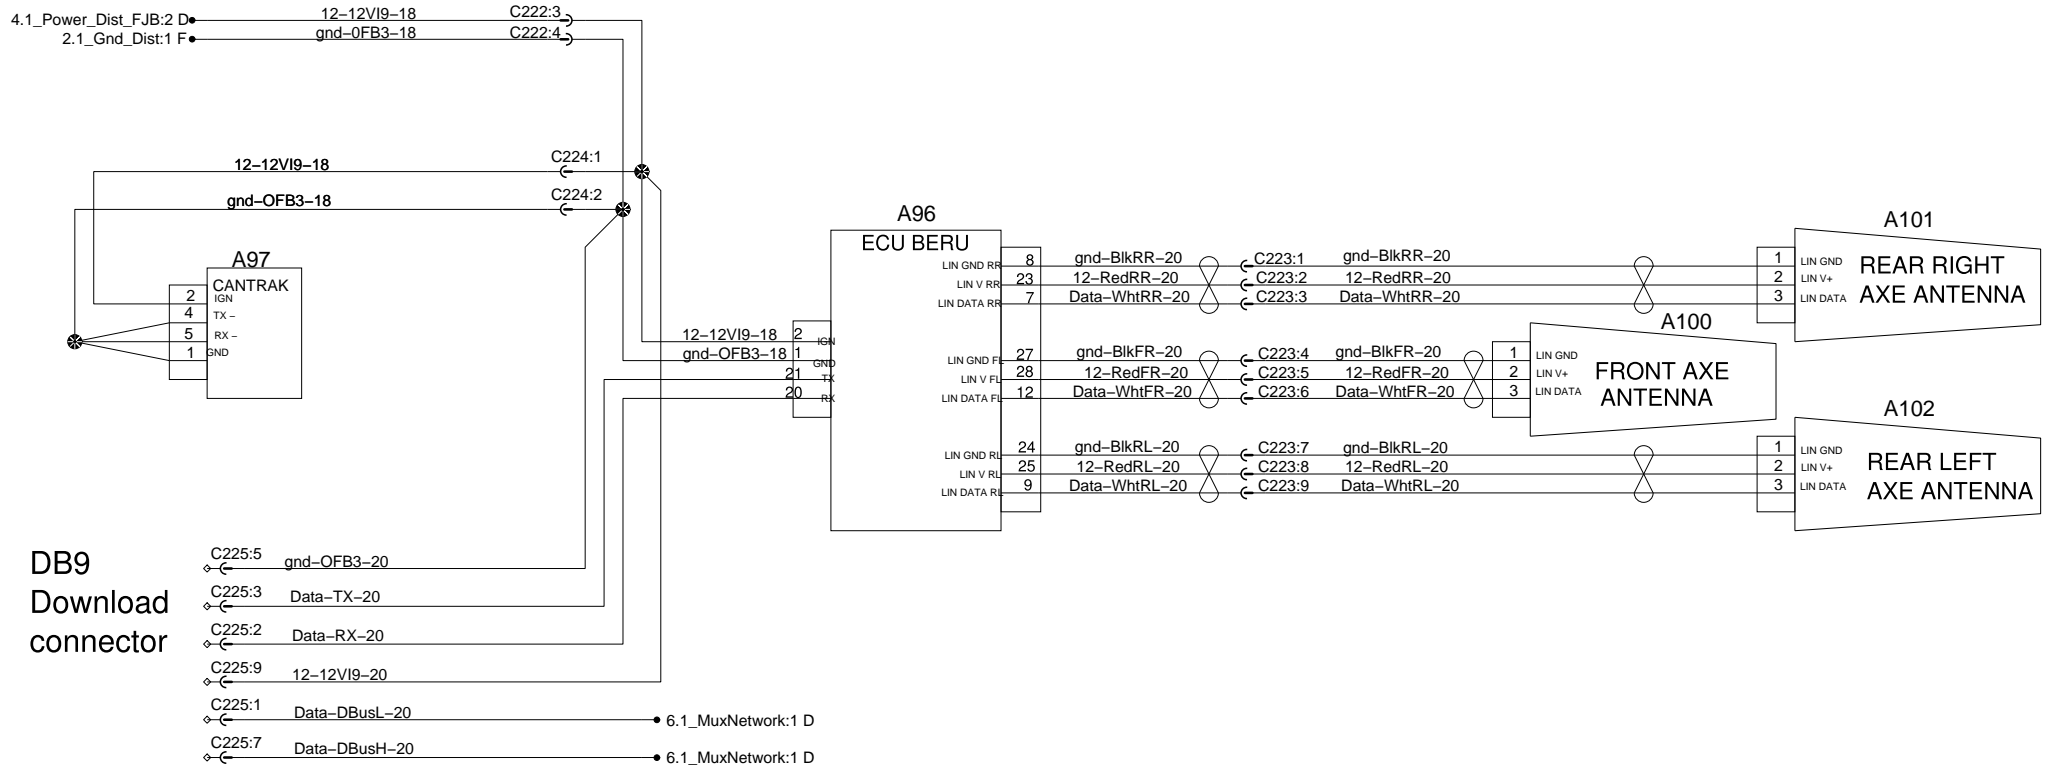 4.1_Power_Dist_FJB:2 D
12–12VI9–18
C222:3
2.1_Gnd_Dist:1 F
gnd–0FB3–18
C222:4
12–12VI9–18
C224:1
gnd–OFB3–18
C224:2
A97
CANTRAK
2 IGN
4 TX –
5 RX –
1 GND
A96
ECU BERU
12–12VI9–18 2 IGN
gnd–OFB3–18 1 GND
21 TX
20 RX
LIN GND RR 8 gnd–BlkRR–20 C223:1 gnd–BlkRR–20 1 LIN GND
LIN V RR 23 12–RedRR–20 C223:2 12–RedRR–20 2 LIN V+
LIN DATA RR 7 Data–WhtRR–20 C223:3 Data–WhtRR–20 3 LIN DATA
A101
REAR RIGHT
AXE ANTENNA
LIN GND FL 27 gnd–BlkFR–20 C223:4 gnd–BlkFR–20 1 LIN GND
LIN V FL 28 12–RedFR–20 C223:5 12–RedFR–20 2 LIN V+
LIN DATA FL 12 Data–WhtFR–20 C223:6 Data–WhtFR–20 3 LIN DATA
A100
FRONT AXE
ANTENNA
LIN GND RL 24 gnd–BlkRL–20 C223:7 gnd–BlkRL–20 1 LIN GND
LIN V RL 25 12–RedRL–20 C223:8 12–RedRL–20 2 LIN V+
LIN DATA RL 9 Data–WhtRL–20 C223:9 Data–WhtRL–20 3 LIN DATA
A102
REAR LEFT
AXE ANTENNA
DB9
Download
connector
C225:5 gnd–OFB3–20
C225:3 Data–TX–20
C225:2 Data–RX–20
C225:9 12–12VI9–20
C225:1 Data–DBusL–20 6.1_MuxNetwork:1 D
C225:7 Data–DBusH–20 6.1_MuxNetwork:1 D